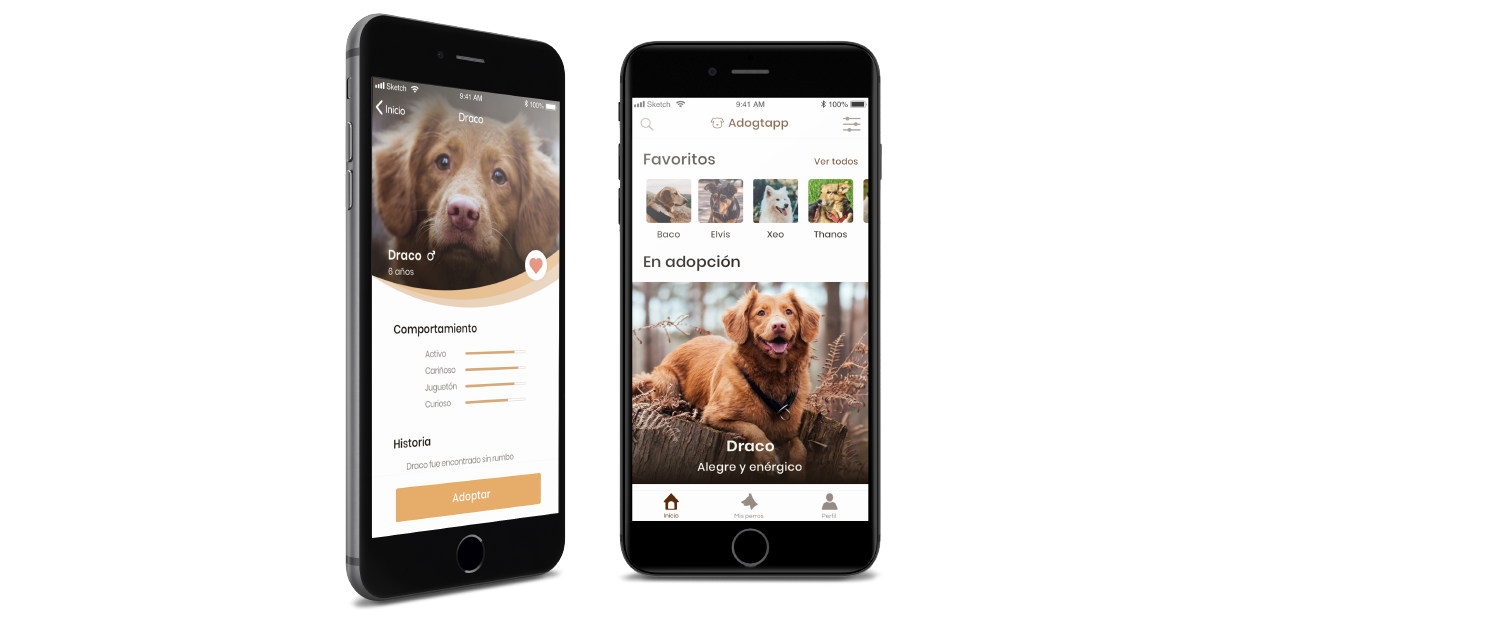 Sketch 9:41 AM 100%
Inicio Draco
Draco
6 años
Comportamiento
Activo
Cariñoso
Juguetón
Curioso
Historia
Draco fue encontrado sin rumbo
Adoptar
Sketch 9:41 AM 100%
Adogtapp
Favoritos Ver todos
Baco Elvis Xeo Thanos
En adopción
Draco
Alegre y enérgico
Inicio Mis perros Perfil